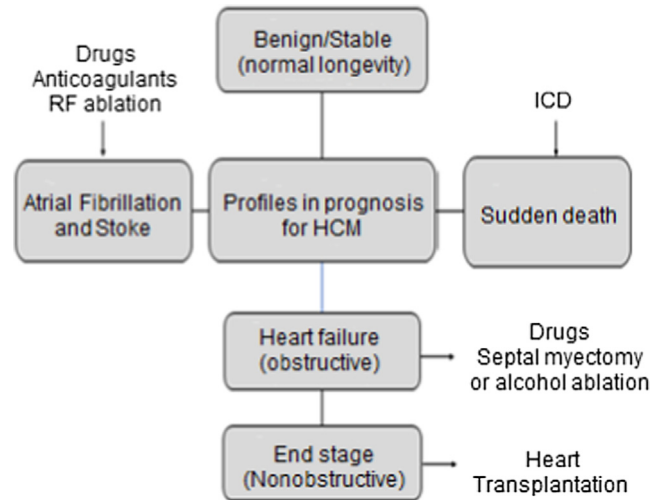 Benign/Stable
(normal longevity)
Drugs
Anticoagulants
RF ablation
ICD
Atrial Fibrillation
and Stoke
Profiles in prognosis
for HCM
Sudden death
Heart failure
(obstructive)
Drugs
Septal myectomy
or alcohol ablation
End stage
(Nonobstructive)
Heart
Transplantation